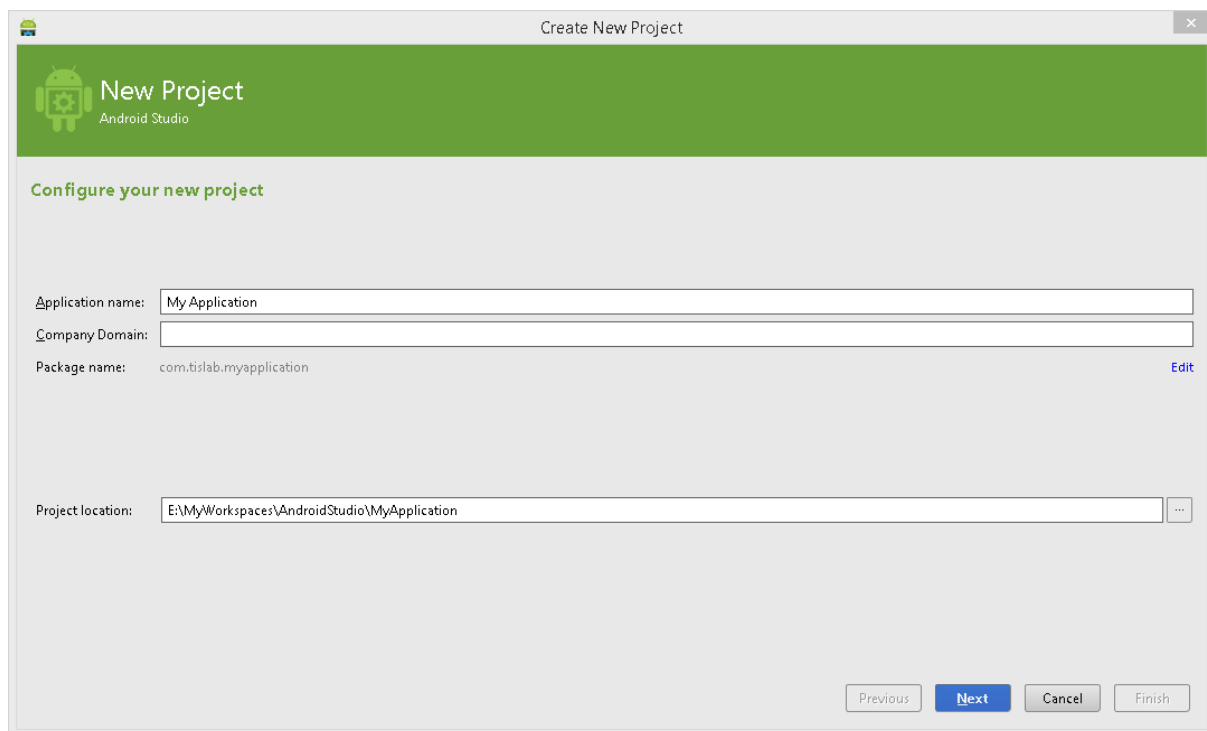 Create New Project
New Project
Android Studio
Configure your new project
Application name: My Application
Company Domain:
Package name: com.tislab.myapplication Edit
Project location: E:\MyWorkspaces\AndroidStudio\MyApplication ...
Previous Next Cancel Finish